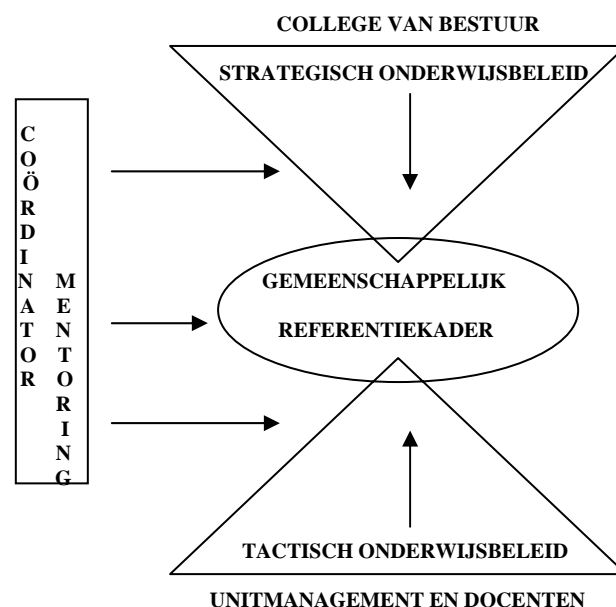 COLLEGE VAN BESTUUR
STRATEGISCH ONDERWIJSBELEID
COÖRDINATOR
MENTORING
GEMEENSCHAPPELIJK
REFERENTIEKADER
TACTISCH ONDERWIJSBELEID
UNITMANAGEMENT EN DOCENTEN